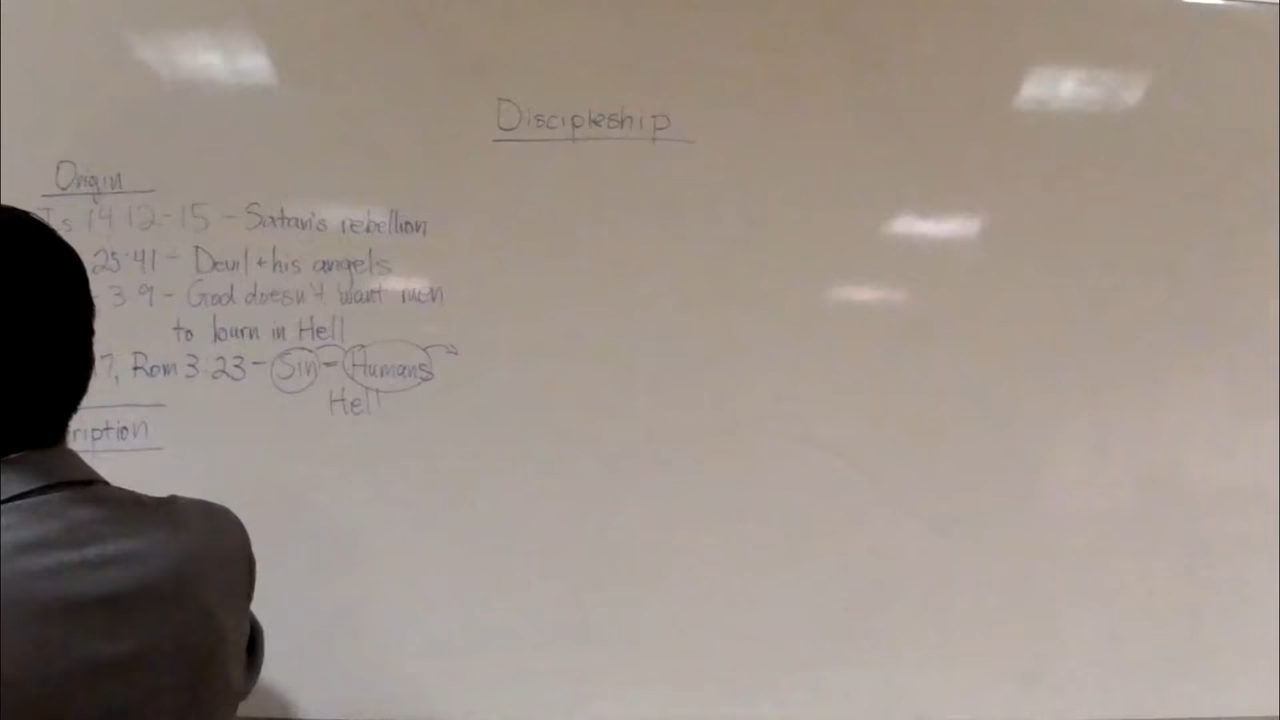 Discipleship
Origin
Is 14:12-15 - Satan's rebellion
25:41 - Devil + his angels
3:9 - God doesn't want men
to burn in Hell
7, Rom 3:23 - Sin - Humans
Hell
ription